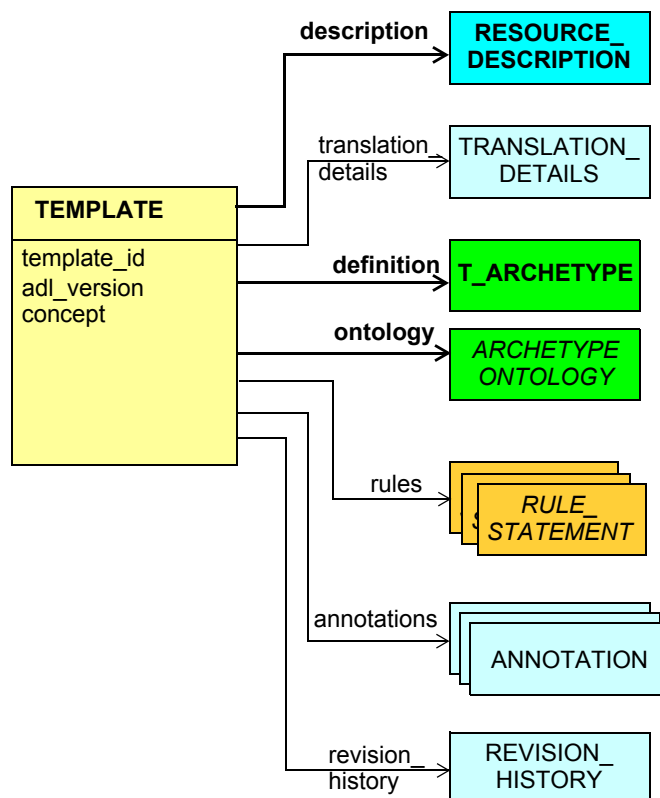 description
RESOURCE_
DESCRIPTION
translation_
details
TRANSLATION_
DETAILS
TEMPLATE
template_id
adl_version
concept
definition
T_ARCHETYPE
ontology
ARCHETYPE
ONTOLOGY
rules
RULE_
STATEMENT
annotations
ANNOTATION
revision_
history
REVISION_
HISTORY